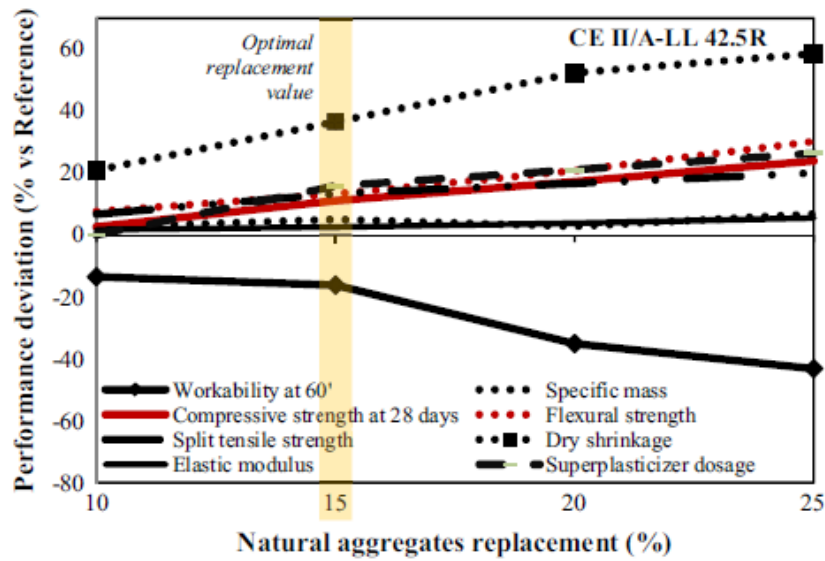 60
Optimal
replacement
value
CE II/A-LL 42.5R
40
20
0
-20
-40
-60
-80
Performance deviation (% vs Reference)
Workability at 60'
Specific mass
Compressive strength at 28 days
Flexural strength
Split tensile strength
Dry shrinkage
Elastic modulus
Superplasticizer dosage
10
15
20
25
Natural aggregates replacement (%)